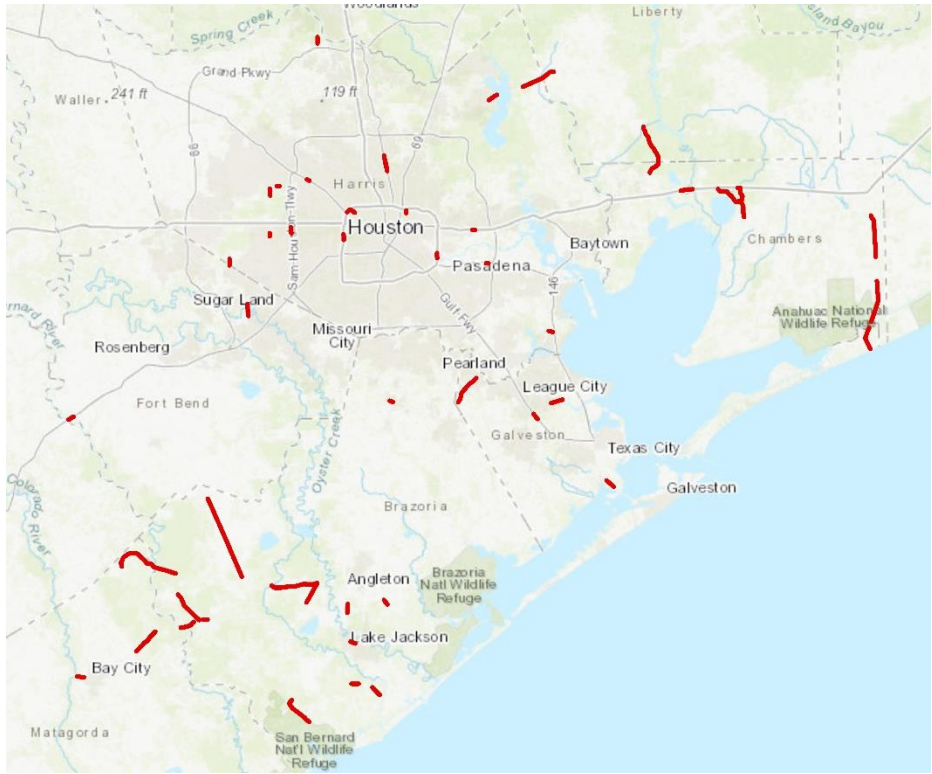 Woodlands
Liberty
Island Bayou
Spring Creek
Grand Pkwy
Waller
241 ft
119 ft
69
99
Harris
Sam Houston Tlwy
Houston
Baytown
Chambers
Pasadena
146
Gulf Fwy
Sugar Land
Bernard River
Anahuac National
Wildlife Refuge
Missouri
City
Rosenberg
Pearland
League City
Fort Bend
Galveston
Texas City
Oyster Creek
Galveston
Colorado River
Brazoria
Angleton
Brazoria
Natl Wildlife
Refuge
Lake Jackson
Bay City
Matagorda
San Bernard
Nat'l Wildlife
Refuge